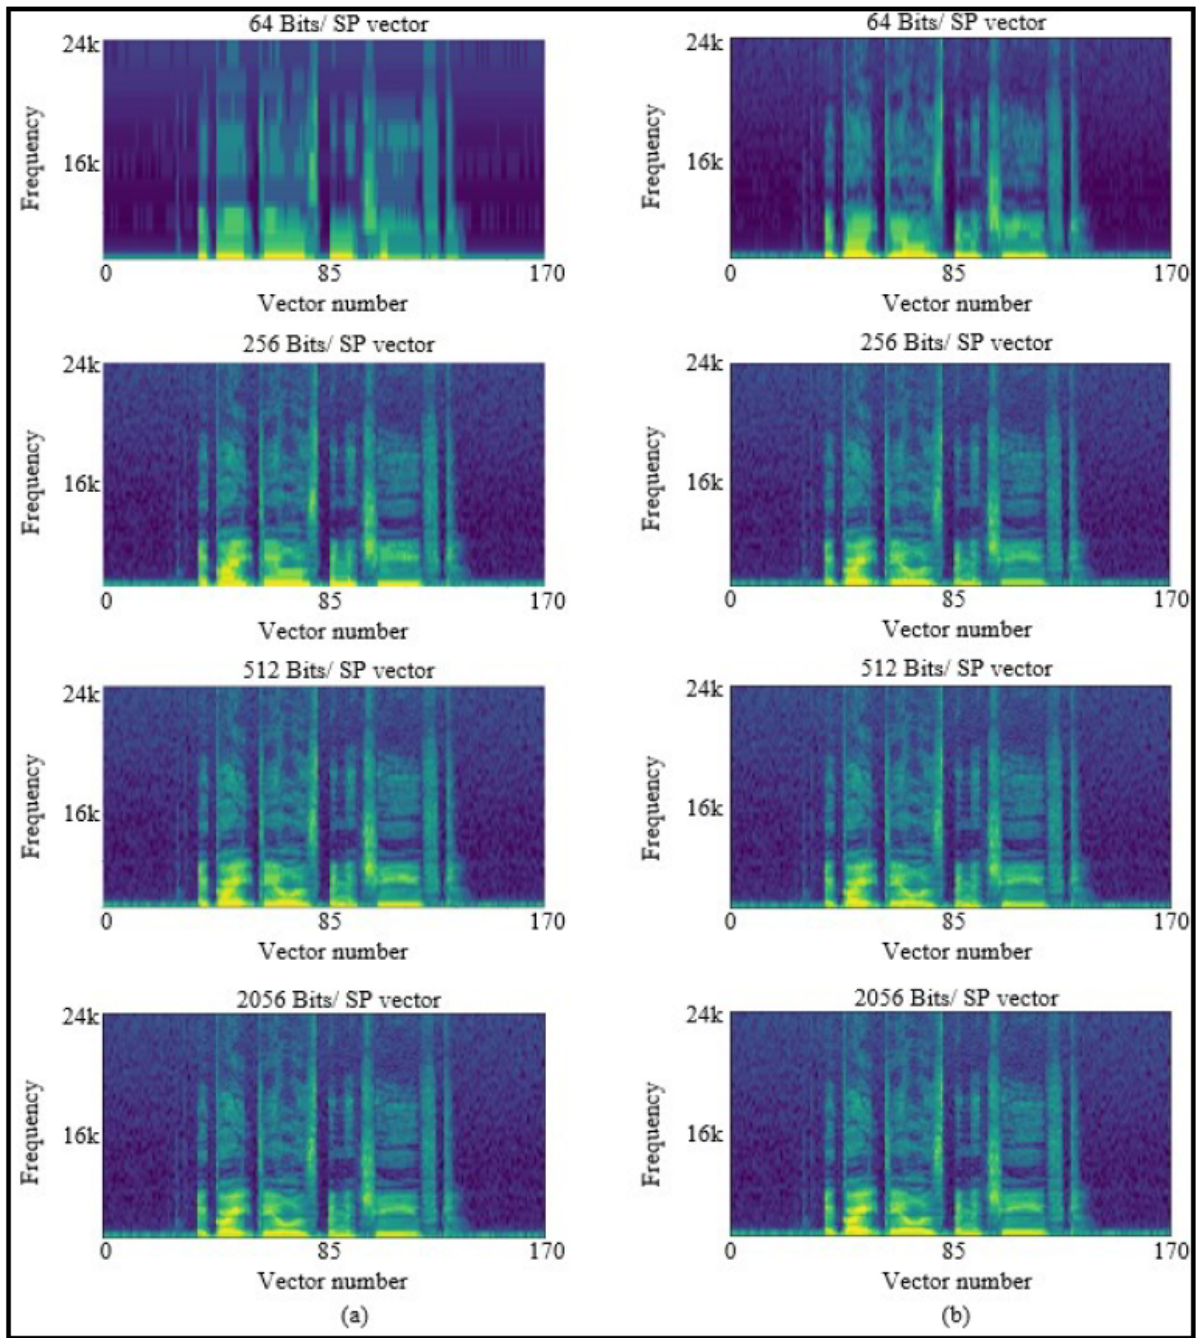 64 Bits/ SP vector
24k
16k
Frequency
0 85 170
Vector number
64 Bits/ SP vector
24k
16k
Frequency
0 85 170
Vector number
256 Bits/ SP vector
24k
16k
Frequency
0 85 170
Vector number
256 Bits/ SP vector
24k
16k
Frequency
0 85 170
Vector number
512 Bits/ SP vector
24k
16k
Frequency
0 85 170
Vector number
512 Bits/ SP vector
24k
16k
Frequency
0 85 170
Vector number
2056 Bits/ SP vector
24k
16k
Frequency
0 85 170
Vector number
(a)
2056 Bits/ SP vector
24k
16k
Frequency
0 85 170
Vector number
(b)